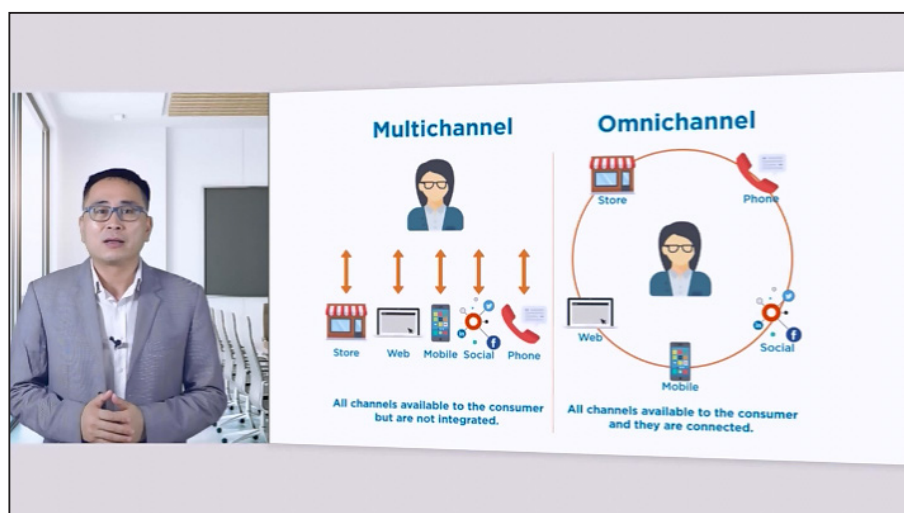 Multichannel
Store
Web
Mobile
Social
Phone
All channels available to the consumer
but are not integrated.
Omnichannel
Store
Phone
Web
Social
Mobile
All channels available to the consumer
and they are connected.